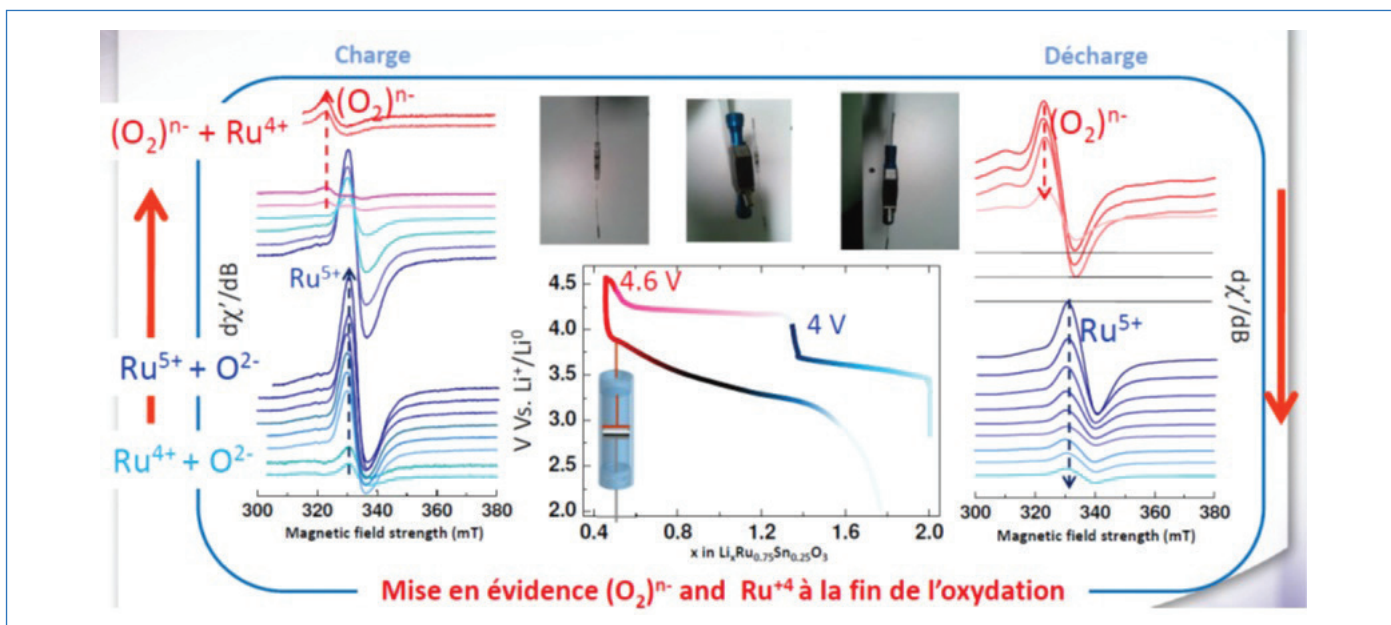 Charge
Décharge
(O₂)ⁿ⁻ + Ru⁴⁺
(O₂)ⁿ⁻
Ru⁵⁺
Ru⁵⁺ + O²⁻
Ru⁴⁺ + O²⁻
dχ'/dB
300 320 340 360 380
Magnetic field strength (mT)
4.6 V
4 V
4.5
4.0
3.5
3.0
2.5
2.0
V Vs. Li⁺/Li⁰
0.4 0.8 1.2 1.6 2.0
x in LiₓRu₀.₇₅Sn₀.₂₅O₃
(O₂)ⁿ⁻
Ru⁵⁺
dχ'/dB
300 320 340 360 380
Magnetic field strength (mT)
Mise en évidence (O₂)ⁿ⁻ and Ru⁺⁴ à la fin de l'oxydation